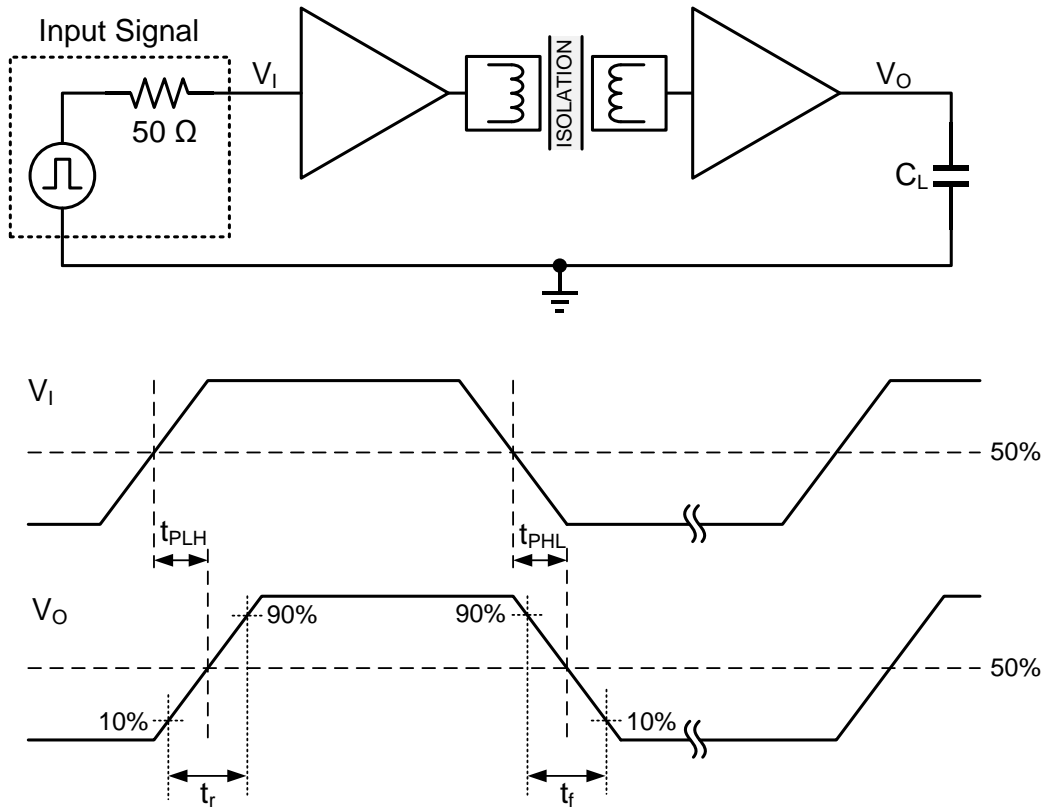 Input Signal
V_I
50 Ω
ISOLATION
V_O
C_L
V_I
50%
t_PLH
t_PHL
V_O
90%
90%
50%
10%
10%
t_r
t_f